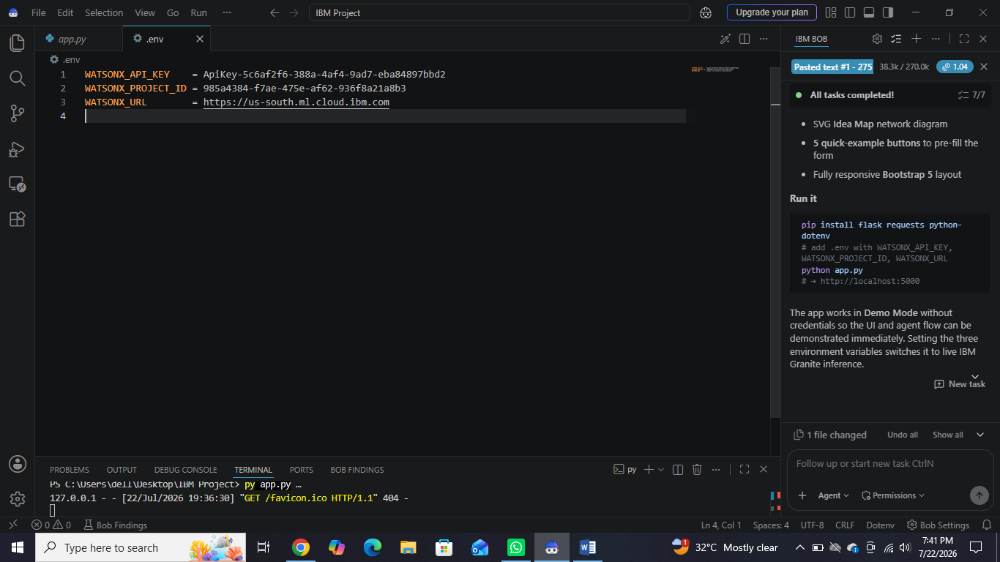 File Edit Selection View Go Run ··· IBM Project Upgrade your plan
app.py .env
.env
1 WATSONX_API_KEY = ApiKey-5c6af2f6-388a-4af4-9ad7-eba84897bbd2
2 WATSONX_PROJECT_ID = 985a4384-f7ae-475e-af62-936f8a21a8b3
3 WATSONX_URL = https://us-south.ml.cloud.ibm.com
4
IBM BOB
Pasted text #1 - 275 38.3k / 270.0k 1.04
All tasks completed! 7/7
• SVG Idea Map network diagram
• 5 quick-example buttons to pre-fill the
form
• Fully responsive Bootstrap 5 layout
Run it
pip install flask requests python-
dotenv
# add .env with WATSONX_API_KEY,
WATSONX_PROJECT_ID, WATSONX_URL
python app.py
# → http://localhost:5000
The app works in Demo Mode without
credentials so the UI and agent flow can be
demonstrated immediately. Setting the three
environment variables switches it to live IBM
Granite inference.
New task
1 file changed Undo all Show all
Follow up or start new task CtrlN
Agent Permissions
PROBLEMS OUTPUT DEBUG CONSOLE TERMINAL PORTS BOB FINDINGS py
PS C:\Users\dell\Desktop\IBM Project> py app.py …
127.0.0.1 - - [22/Jul/2026 19:36:30] "GET /favicon.ico HTTP/1.1" 404 -
0 0 Bob Findings Ln 4, Col 1 Spaces: 4 UTF-8 CRLF Dotenv Bob Settings
Type here to search 1 32°C Mostly clear 7:41 PM
7/22/2026